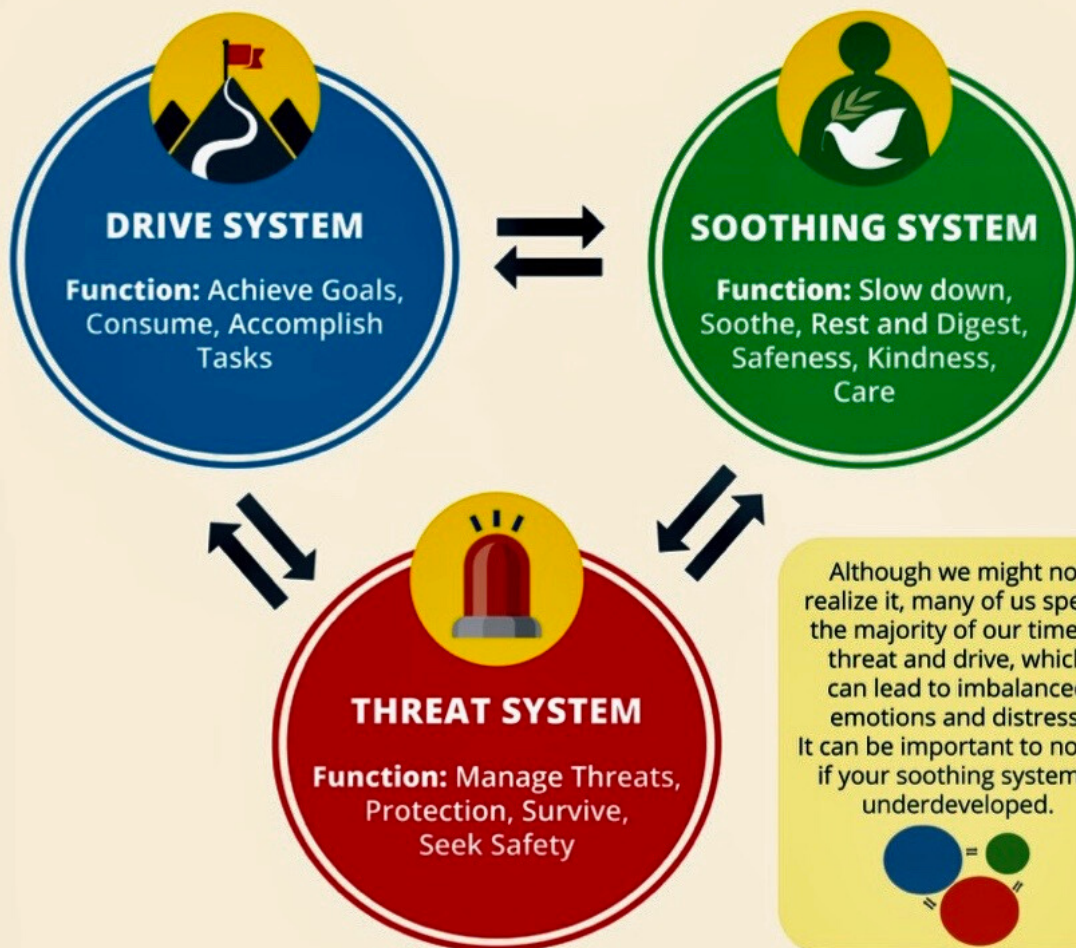 DRIVE SYSTEM
Function: Achieve Goals,
Consume, Accomplish
Tasks
SOOTHING SYSTEM
Function: Slow down,
Soothe, Rest and Digest,
Safeness, Kindness,
Care
THREAT SYSTEM
Function: Manage Threats,
Protection, Survive,
Seek Safety
Although we might
realize it, many of us
the majority of our time
threat and drive,
can lead to
emotions and distress
It can be important to
if your soothing system
underdeveloped.